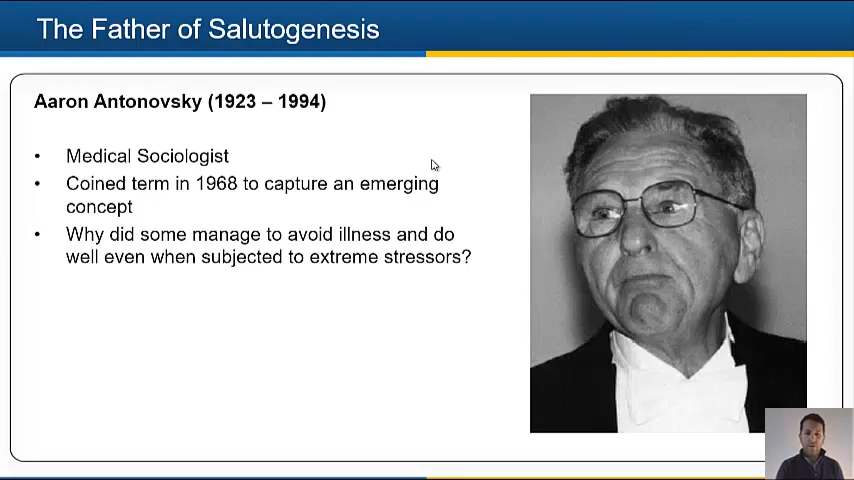 The Father of Salutogenesis
Aaron Antonovsky (1923 – 1994)
• Medical Sociologist
• Coined term in 1968 to capture an emerging
concept
• Why did some manage to avoid illness and do
well even when subjected to extreme stressors?